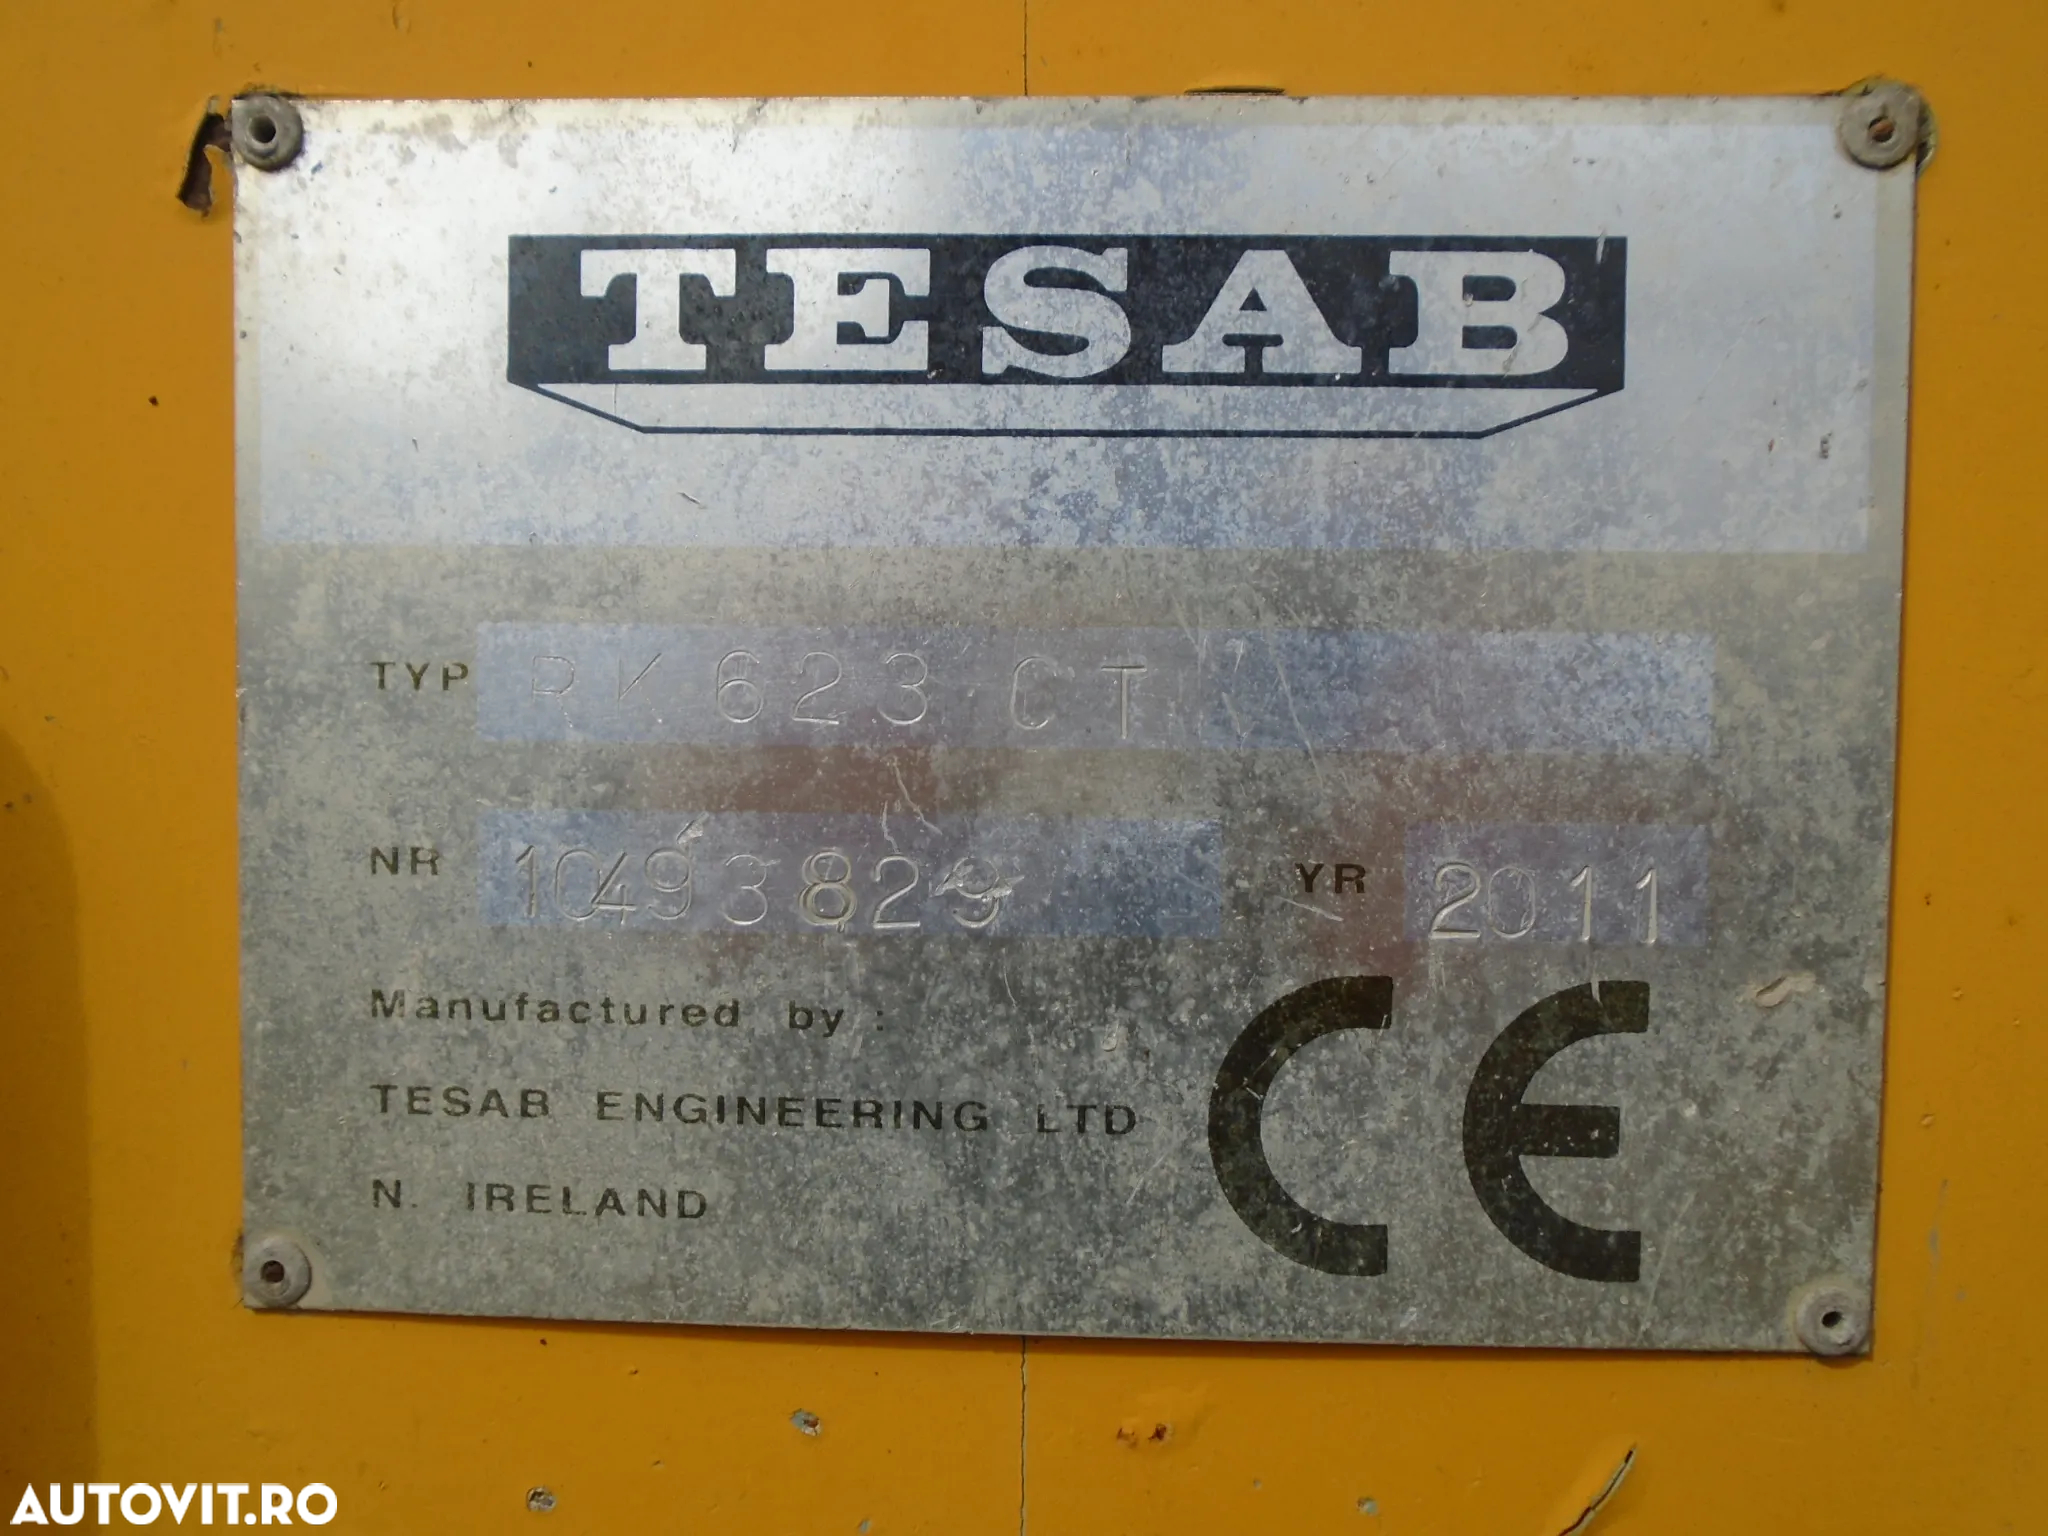 TESAB
TYP RK 623 CT
NR 10493829 YR 2011
Manufactured by :
TESAB ENGINEERING LTD
N. IRELAND
CE
AUTOVIT.RO